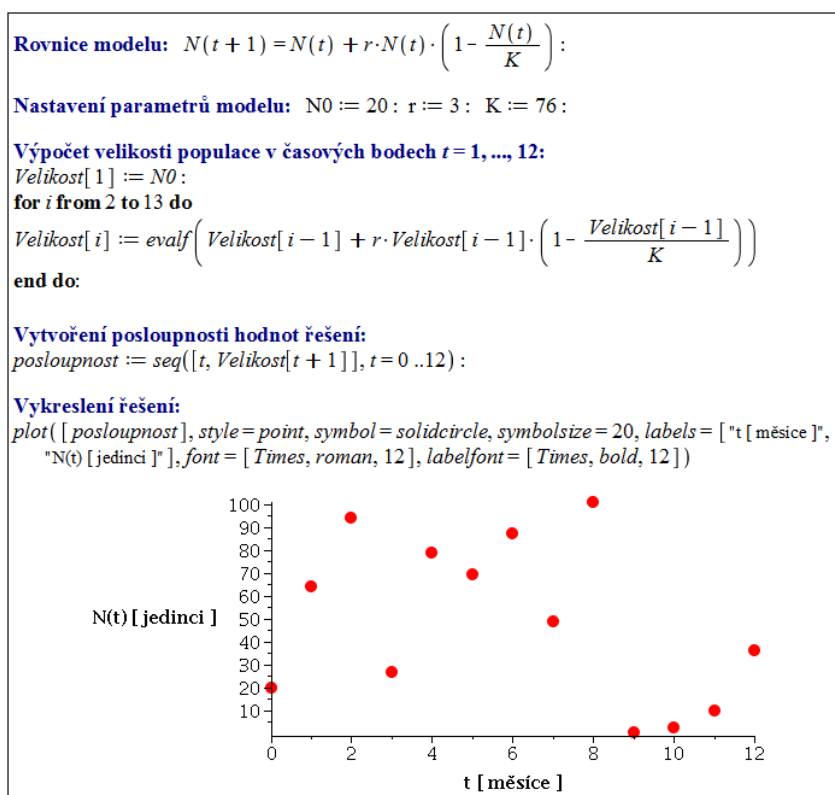 Rovnice modelu: N(t + 1) = N(t) + r·N(t)·(1 - N(t)/K) :
Nastavení parametrů modelu: N0 := 20 : r := 3 : K := 76 :
Výpočet velikosti populace v časových bodech t = 1, ..., 12:
Velikost[1] := N0 :
for i from 2 to 13 do
Velikost[i] := evalf(Velikost[i − 1] + r·Velikost[i − 1]·(1 - Velikost[i − 1]/K))
end do:
Vytvoření posloupnosti hodnot řešení:
posloupnost := seq([t, Velikost[t + 1]], t = 0 ..12) :
Vykreslení řešení:
plot([posloupnost], style = point, symbol = solidcircle, symbolsize = 20, labels = ["t [ měsice ]",
"N(t) [ jedinci ]"], font = [Times, roman, 12], labelfont = [Times, bold, 12])
100
90
80
70
60
N(t) [ jedinci ]
50
40
30
20
10
0 2 4 6 8 10 12
t [ měsíce ]